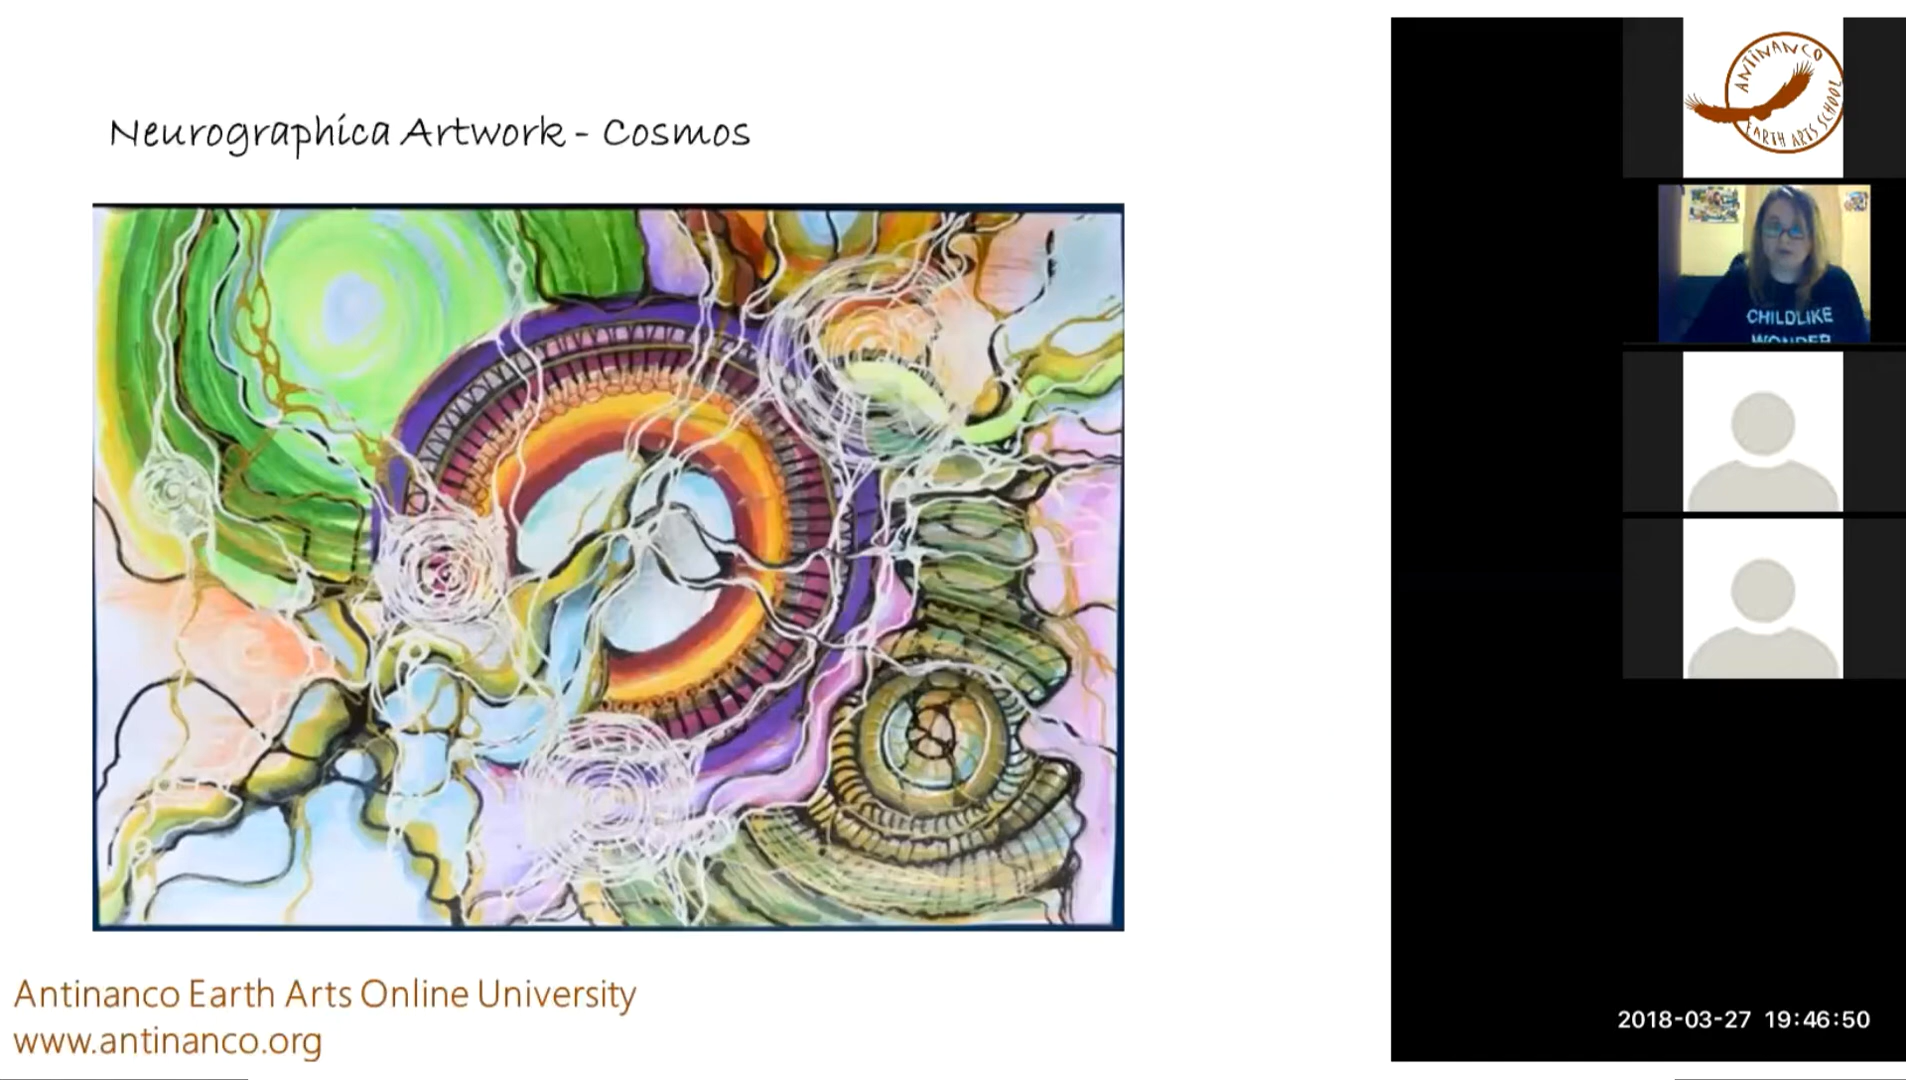 Neurographica Artwork - Cosmos
Antinanco Earth Arts Online University
www.antinanco.org
ANTINANCO
EARTH ARTS SCHOOL
CHILDLIKE
WONDER
2018-03-27 19:46:50